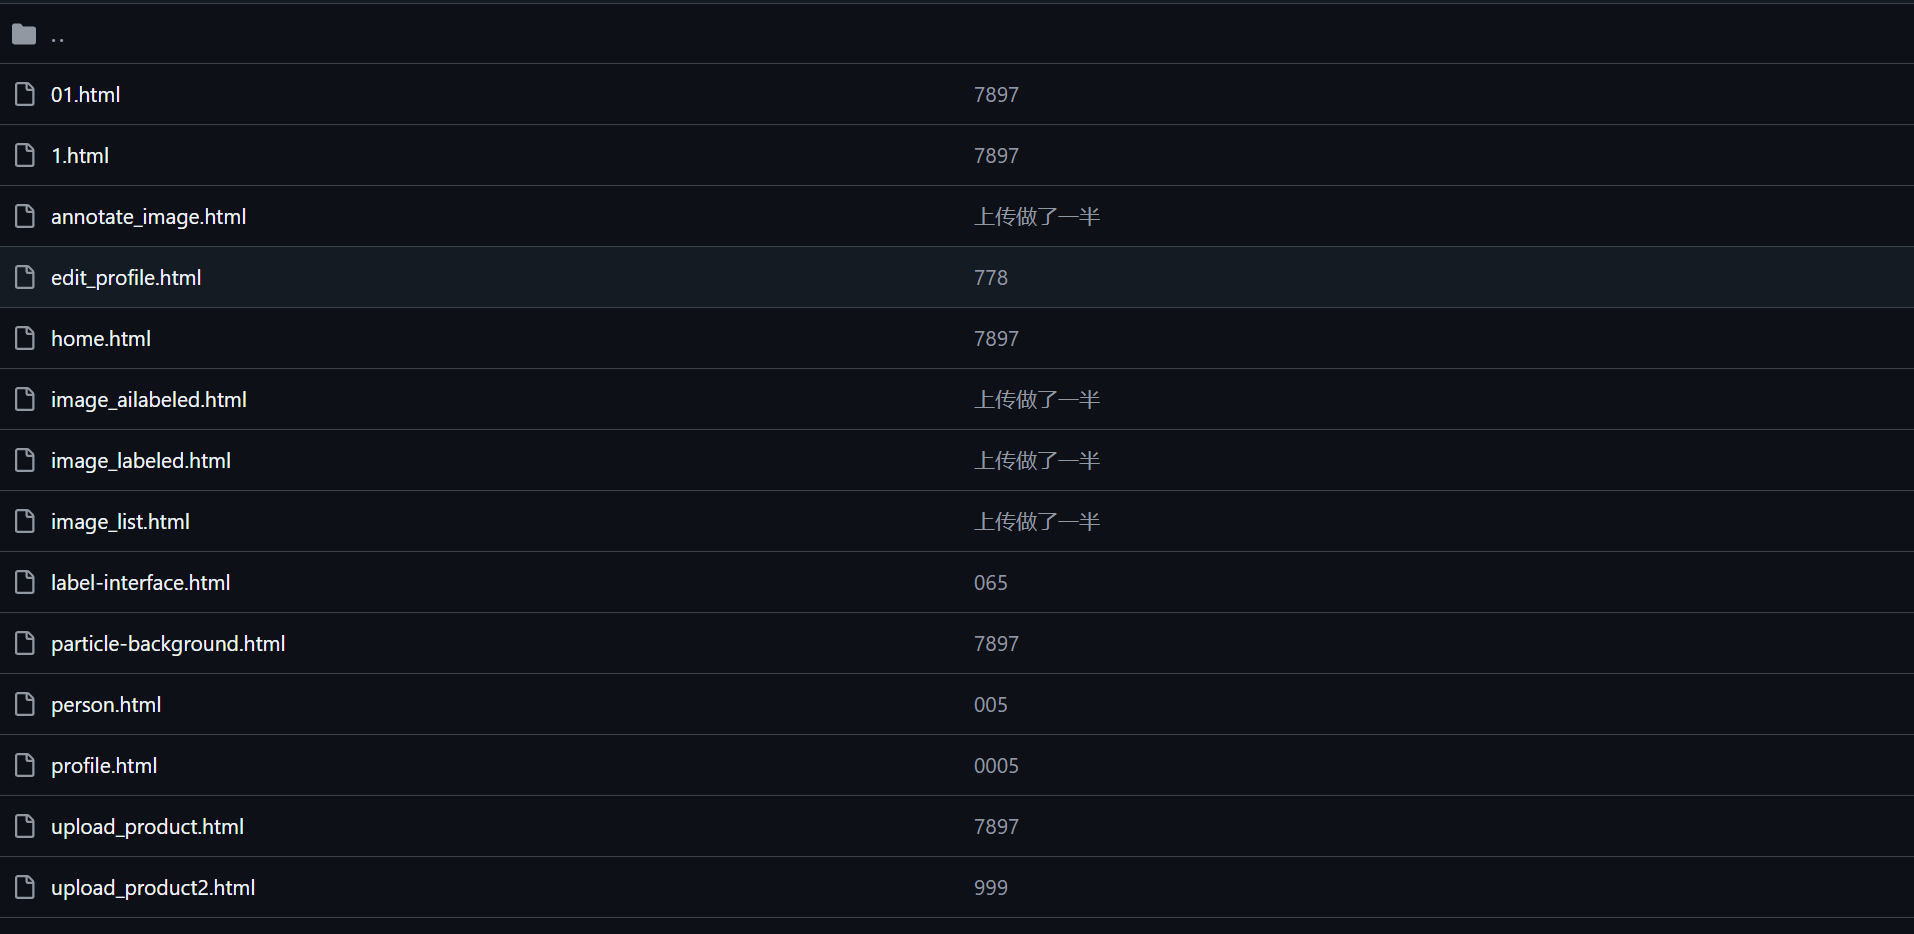 ..
01.html 7897
1.html 7897
annotate_image.html 上传做了一半
edit_profile.html 778
home.html 7897
image_ailabeled.html 上传做了一半
image_labeled.html 上传做了一半
image_list.html 上传做了一半
label-interface.html 065
particle-background.html 7897
person.html 005
profile.html 0005
upload_product.html 7897
upload_product2.html 999